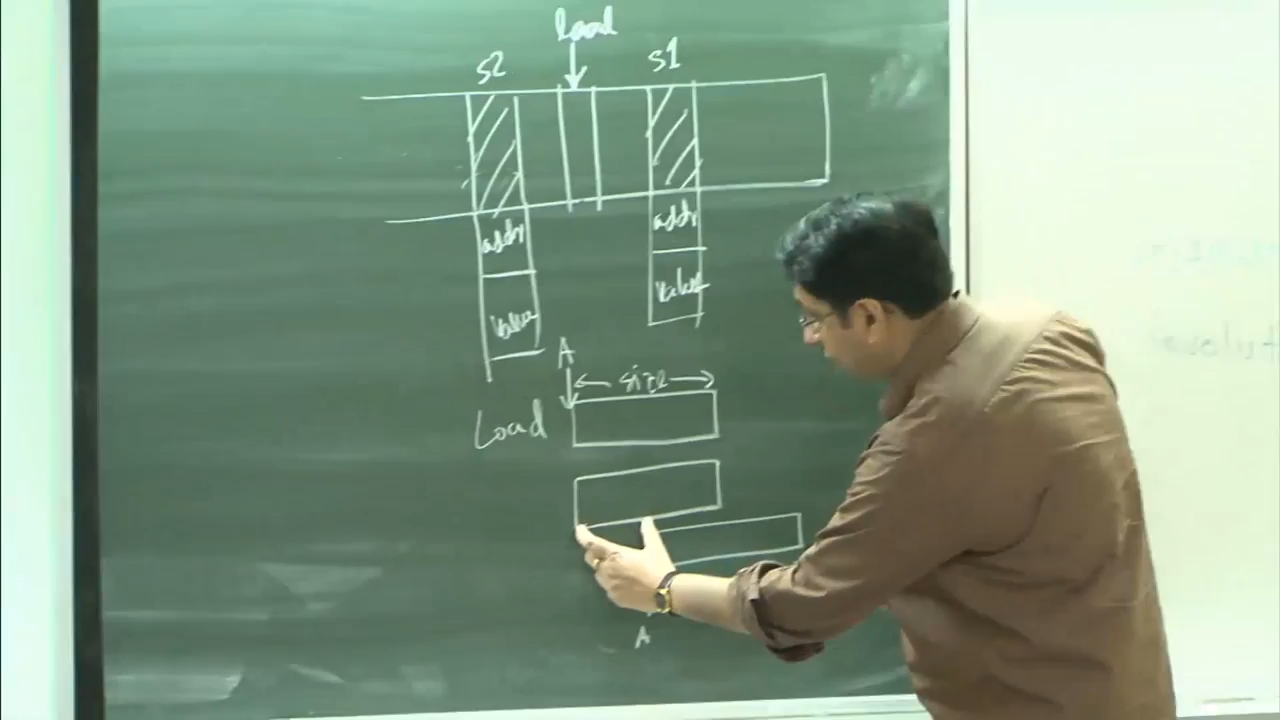 load
S2 S1
addr addr
value value
A
size
Load
A